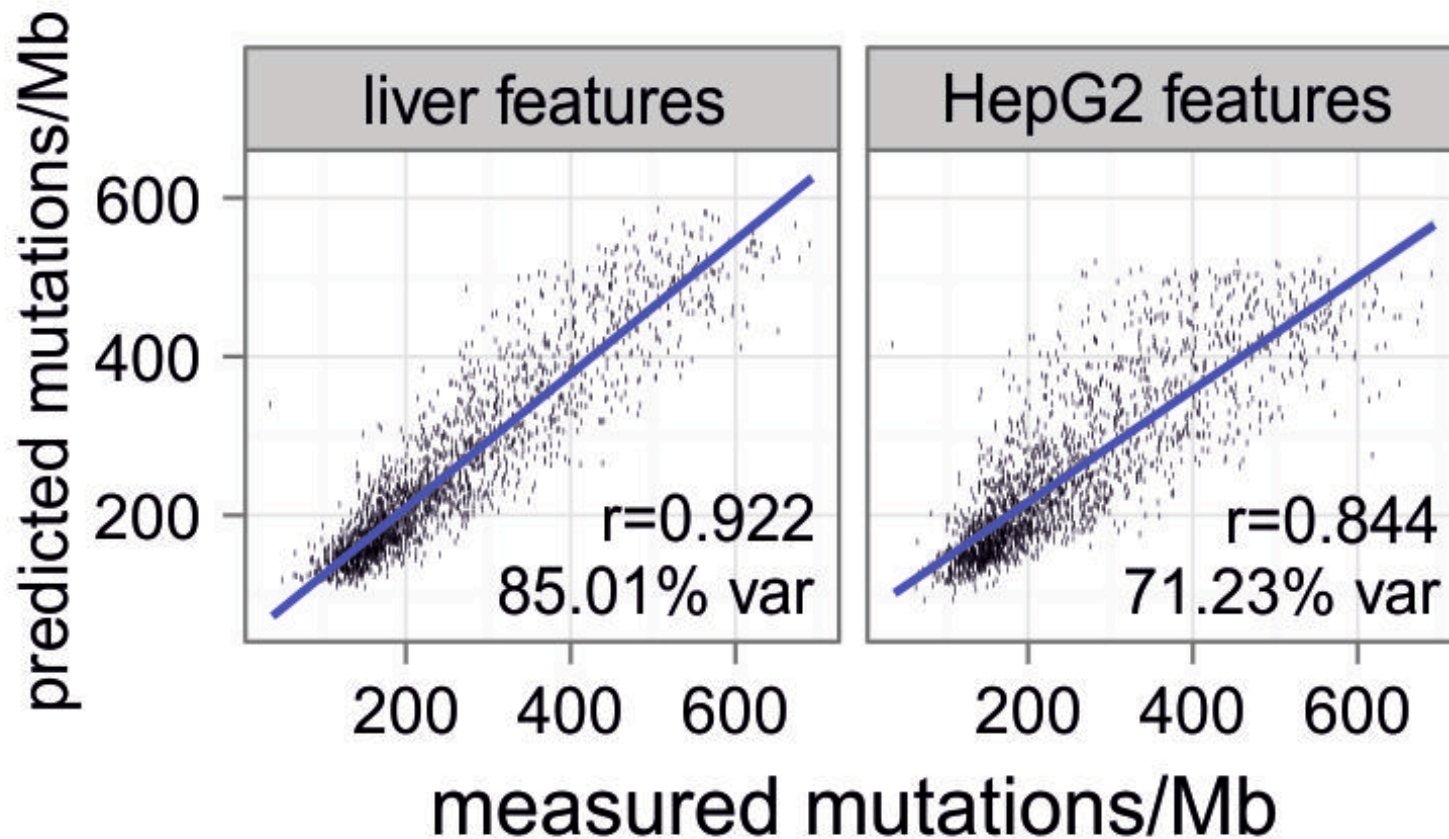 predicted mutations/Mb
liver features
HepG2 features
600
400
200
r=0.922
85.01% var
r=0.844
71.23% var
200 400 600
200 400 600
measured mutations/Mb